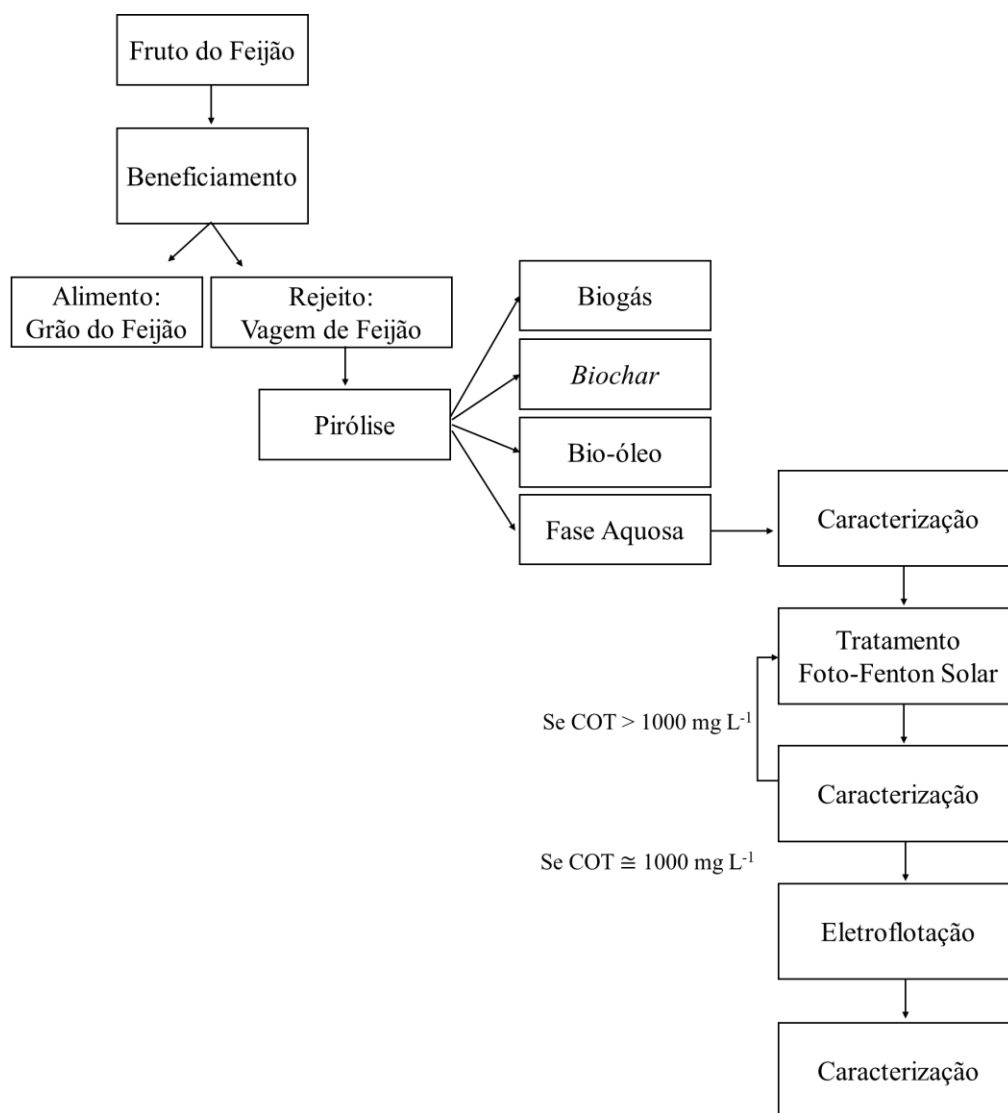 Fruto do Feijão
Beneficiamento
Alimento:
Grão do Feijão
Rejeito:
Vagem de Feijão
Pirólise
Biogás
Biochar
Bio-óleo
Fase Aquosa
Caracterização
Tratamento
Foto-Fenton Solar
Se COT > 1000 mg L⁻¹
Caracterização
Se COT ≅ 1000 mg L⁻¹
Eletroflotação
Caracterização